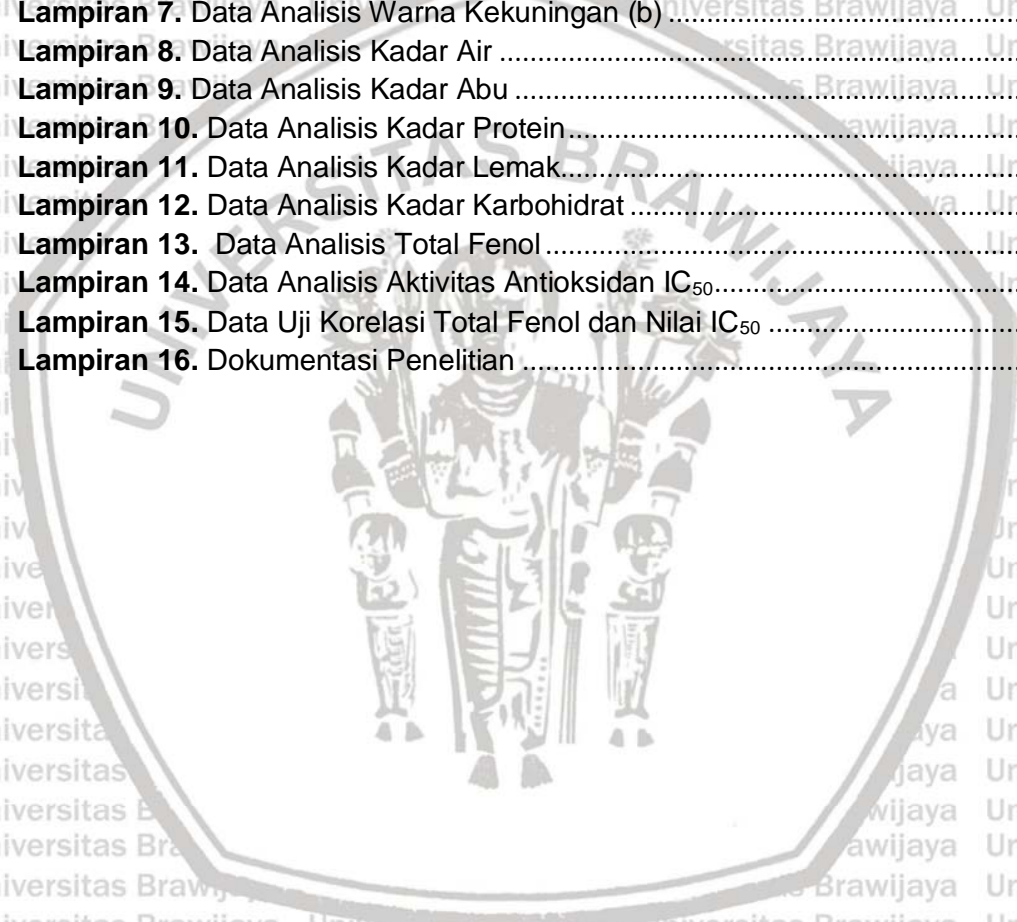 Lampiran 7. Data Analisis Warna Kekuningan (b)
Lampiran 8. Data Analisis Kadar Air
Lampiran 9. Data Analisis Kadar Abu
Lampiran 10. Data Analisis Kadar Protein
Lampiran 11. Data Analisis Kadar Lemak
Lampiran 12. Data Analisis Kadar Karbohidrat
Lampiran 13. Data Analisis Total Fenol
Lampiran 14. Data Analisis Aktivitas Antioksidan IC50
Lampiran 15. Data Uji Korelasi Total Fenol dan Nilai IC50
Lampiran 16. Dokumentasi Penelitian
UNIVERSITAS BRAWIJAYA